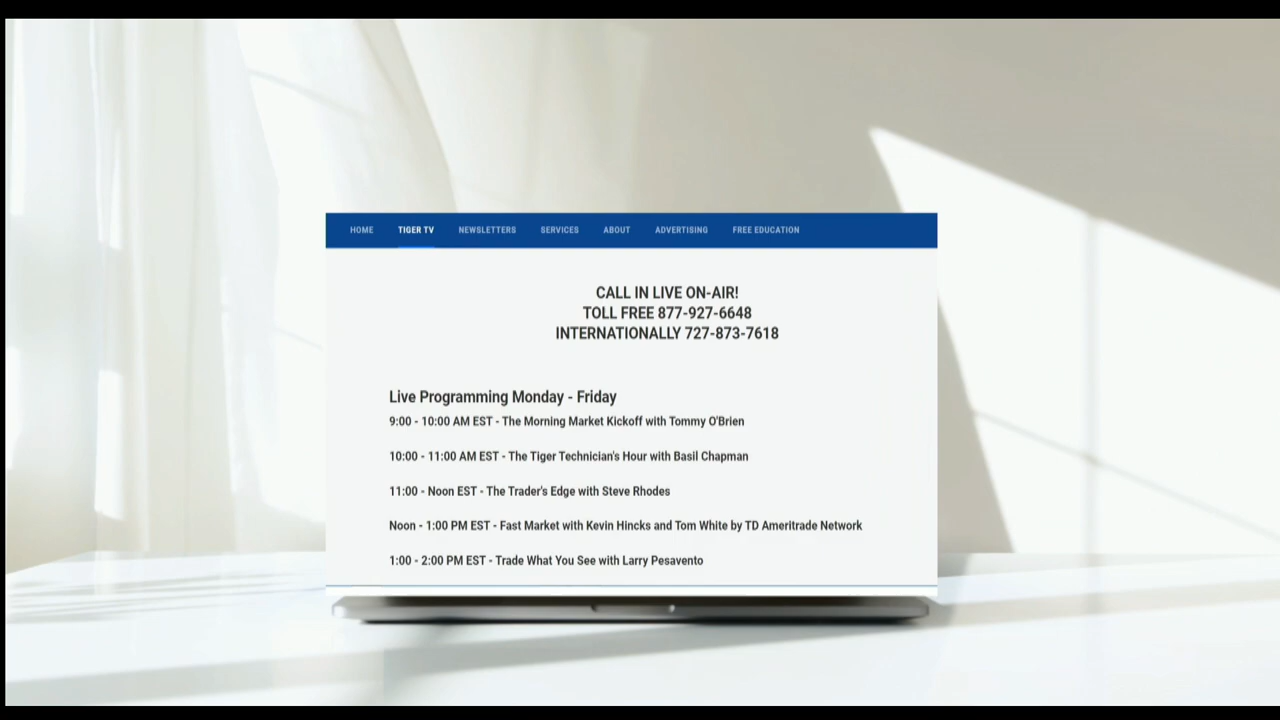 HOME TIGER TV NEWSLETTERS SERVICES ABOUT ADVERTISING FREE EDUCATION
CALL IN LIVE ON-AIR!
TOLL FREE 877-927-6648
INTERNATIONALLY 727-873-7618
Live Programming Monday - Friday
9:00 - 10:00 AM EST - The Morning Market Kickoff with Tommy O'Brien
10:00 - 11:00 AM EST - The Tiger Technician's Hour with Basil Chapman
11:00 - Noon EST - The Trader's Edge with Steve Rhodes
Noon - 1:00 PM EST - Fast Market with Kevin Hincks and Tom White by TD Ameritrade Network
1:00 - 2:00 PM EST - Trade What You See with Larry Pesavento